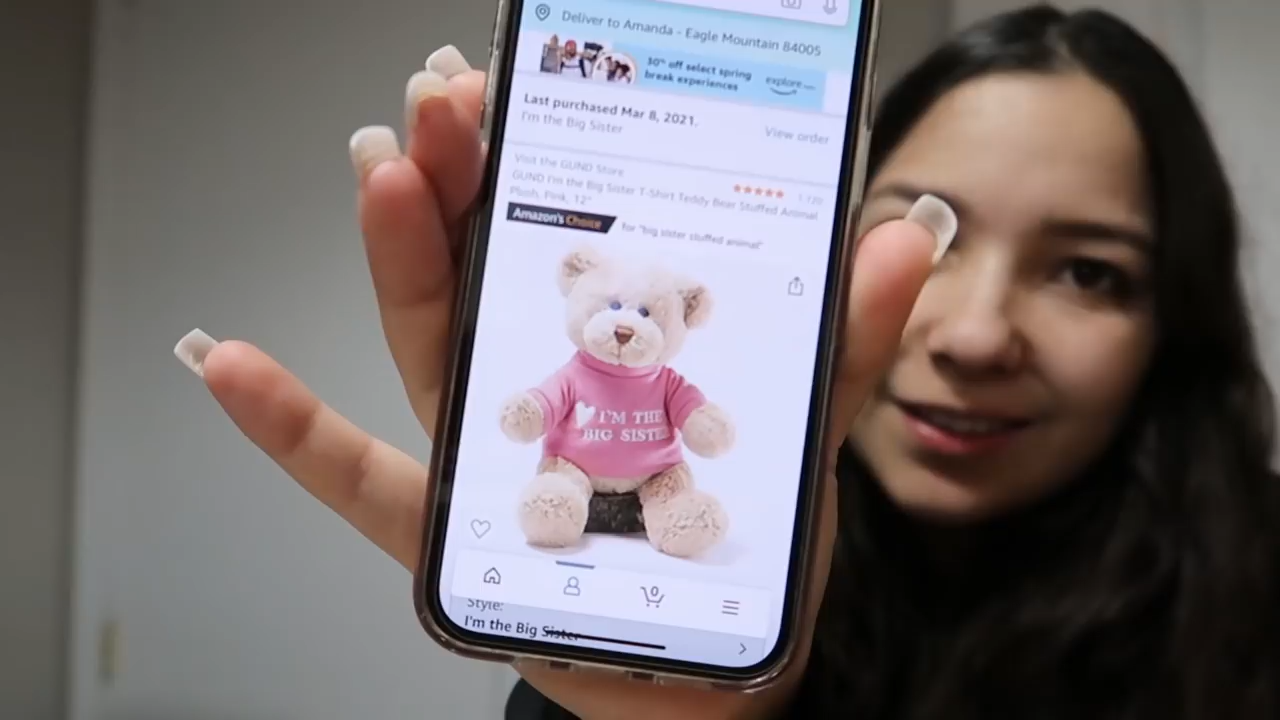 Deliver to Amanda - Eagle Mountain 84005
30% off select spring
break experiences
explore
Last purchased Mar 8, 2021.
I'm the Big Sister
View order
Visit the GUND Store
GUND I'm the Big Sister T-Shirt Teddy Bear Stuffed Animal
Plush, Pink, 12"
Amazon's Choice
for "big sister stuffed animal"
I'M THE
BIG SISTE
0
Style:
I'm the Big Sister